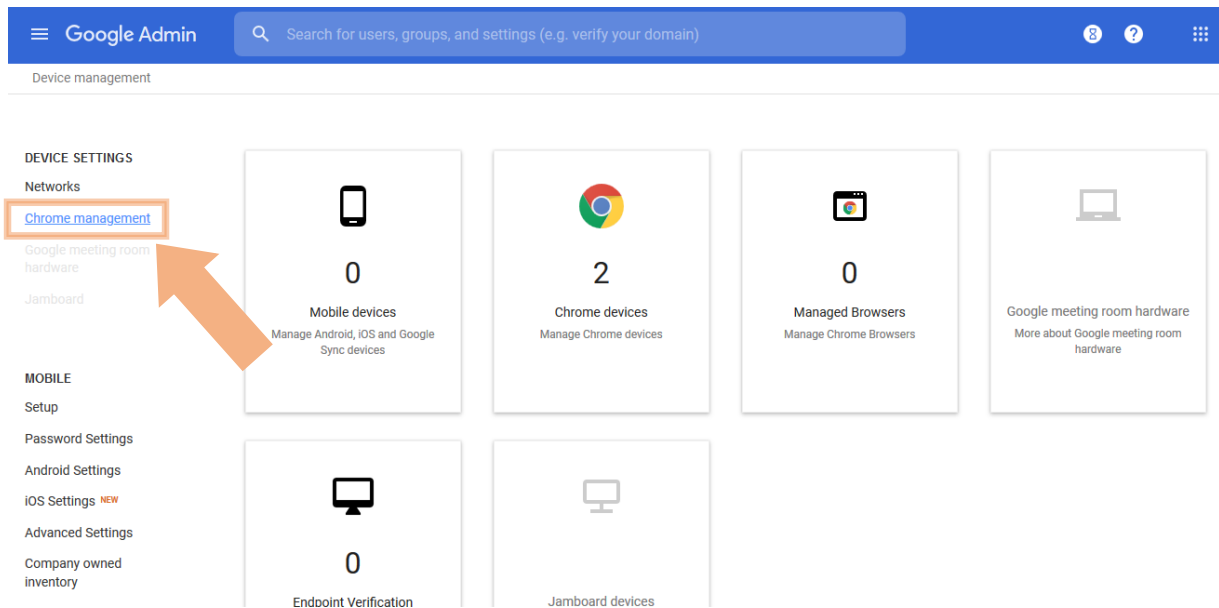 Google Admin
Search for users, groups, and settings (e.g. verify your domain)
Device management
DEVICE SETTINGS
Networks
Chrome management
Google meeting room
hardware
Jamboard
MOBILE
Setup
Password Settings
Android Settings
iOS Settings NEW
Advanced Settings
Company owned
inventory
0
Mobile devices
Manage Android, iOS and Google
Sync devices
2
Chrome devices
Manage Chrome devices
0
Managed Browsers
Manage Chrome Browsers
Google meeting room hardware
More about Google meeting room
hardware
0
Endpoint Verification
Jamboard devices